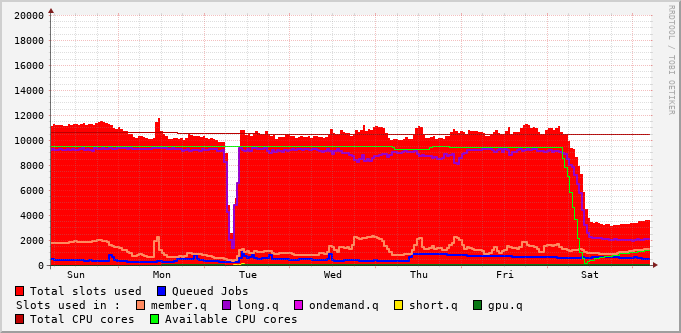 20000
18000
16000
14000
12000
10000
8000
6000
4000
2000
0
Sun Mon Tue Wed Thu Fri Sat
RRDTOOL / TOBI OETIKER
Total slots used Queued Jobs
Slots used in : member.q long.q ondemand.q short.q gpu.q
Total CPU cores Available CPU cores